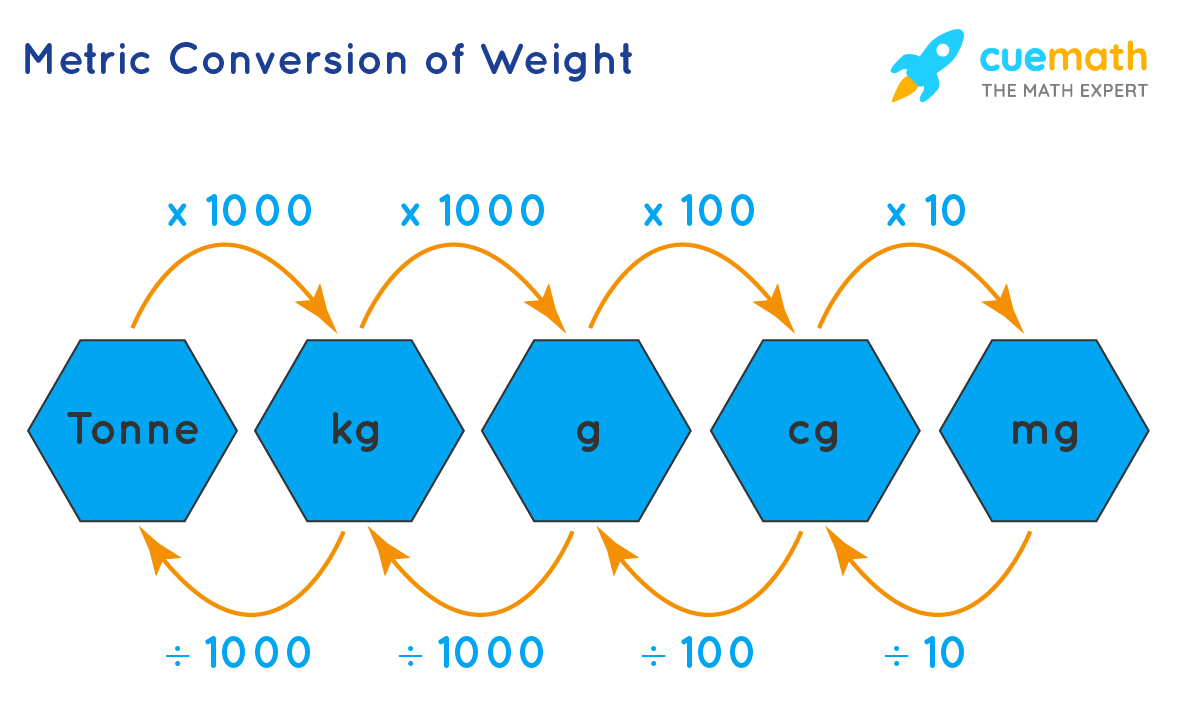 Metric Conversion of Weight
cuemath
THE MATH EXPERT
x 1000 x 1000 x 100 x 10
Tonne kg g cg mg
÷ 1000 ÷ 1000 ÷ 100 ÷ 10